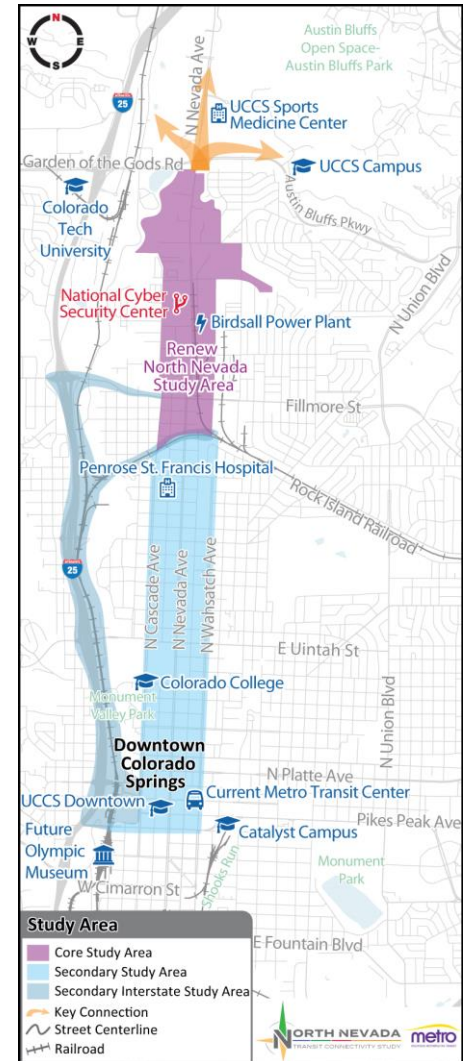 N
W
E
S
N Nevada Ave
Austin Bluffs
Open Space-
Austin Bluffs Park
25
UCCS Sports
Medicine Center
Garden of the Gods Rd
UCCS Campus
Colorado
Tech
University
Austin Bluffs Pkwy
N Union Blvd
National Cyber
Security Center
Birdsall Power Plant
Renew
North Nevada
Study Area
Fillmore St
Penrose St. Francis Hospital
Rock Island Railroad
25
N Cascade Ave
N Nevada Ave
N Wahsatch Ave
E Uintah St
Colorado College
Monument
Valley Park
N Union Blvd
Downtown
Colorado
Springs
N Platte Ave
UCCS Downtown
Current Metro Transit Center
Pikes Peak Ave
Catalyst Campus
Future
Olympic
Museum
Shooks Run
Monument
Park
W Cimarron St
Study Area
E Fountain Blvd
Core Study Area
Secondary Study Area
Secondary Interstate Study Area
Key Connection
Street Centerline
Railroad
NORTH NEVADA
TRANSIT CONNECTIVITY STUDY
metro